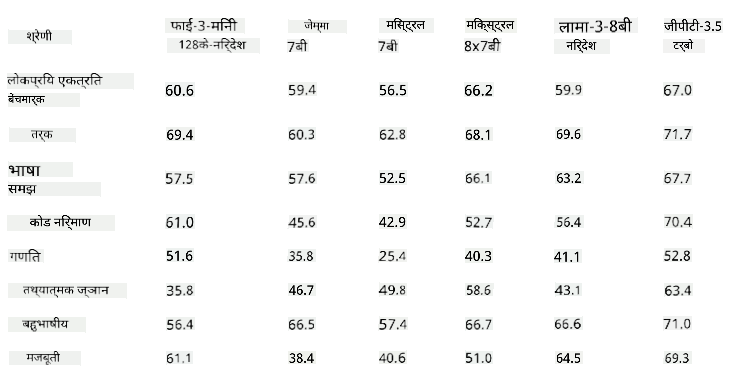 श्रेणी फाई-3-मिनी जेम्मा मिस्ट्रल मिक्स्ट्रल लामा-3-8बी जीपीटी-3.5
128के-निर्देश 7बी 7बी 8x7बी निर्देश टर्बो
लोकप्रिय एकत्रित
बेंचमार्क 60.6 59.4 56.5 66.2 59.9 67.0
तर्क 69.4 60.3 62.8 68.1 69.6 71.7
भाषा
समझ 57.5 57.6 52.5 66.1 63.2 67.7
कोड निर्माण 61.0 45.6 42.9 52.7 56.4 70.4
गणित 51.6 35.8 25.4 40.3 41.1 52.8
तथ्यात्मक ज्ञान 35.8 46.7 49.8 58.6 43.1 63.4
बहुभाषीय 56.4 66.5 57.4 66.7 66.6 71.0
मजबूती 61.1 38.4 40.6 51.0 64.5 69.3